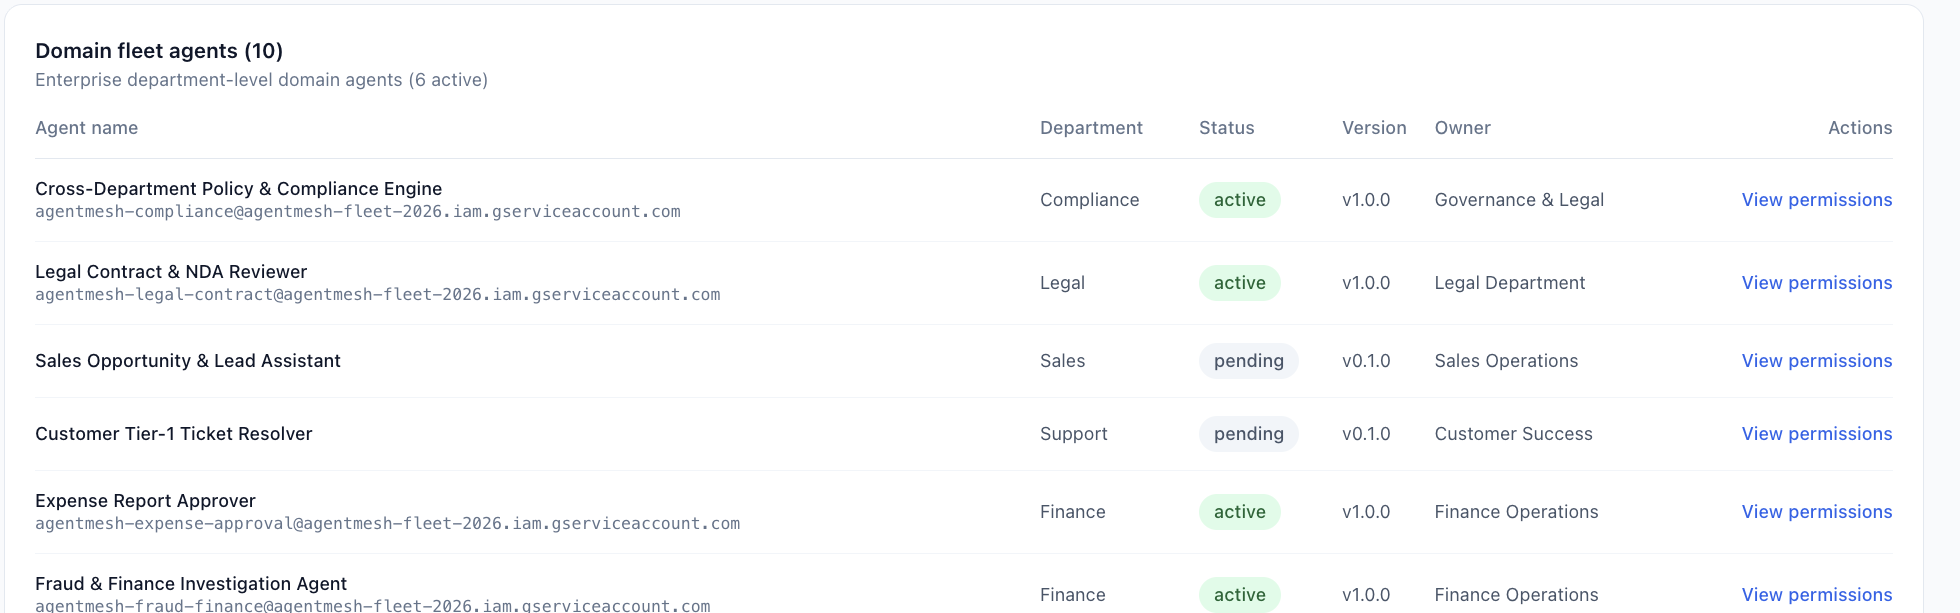 Domain fleet agents (10)
Enterprise department-level domain agents (6 active)
Agent name Department Status Version Owner Actions
Cross-Department Policy & Compliance Engine
agentmesh-compliance@agentmesh-fleet-2026.iam.gserviceaccount.com
Compliance active v1.0.0 Governance & Legal View permissions
Legal Contract & NDA Reviewer
agentmesh-legal-contract@agentmesh-fleet-2026.iam.gserviceaccount.com
Legal active v1.0.0 Legal Department View permissions
Sales Opportunity & Lead Assistant Sales pending v0.1.0 Sales Operations View permissions
Customer Tier-1 Ticket Resolver Support pending v0.1.0 Customer Success View permissions
Expense Report Approver
agentmesh-expense-approval@agentmesh-fleet-2026.iam.gserviceaccount.com
Finance active v1.0.0 Finance Operations View permissions
Fraud & Finance Investigation Agent
agentmesh-fraud-finance@agentmesh-fleet-2026.iam.gserviceaccount.com
Finance active v1.0.0 Finance Operations View permissions